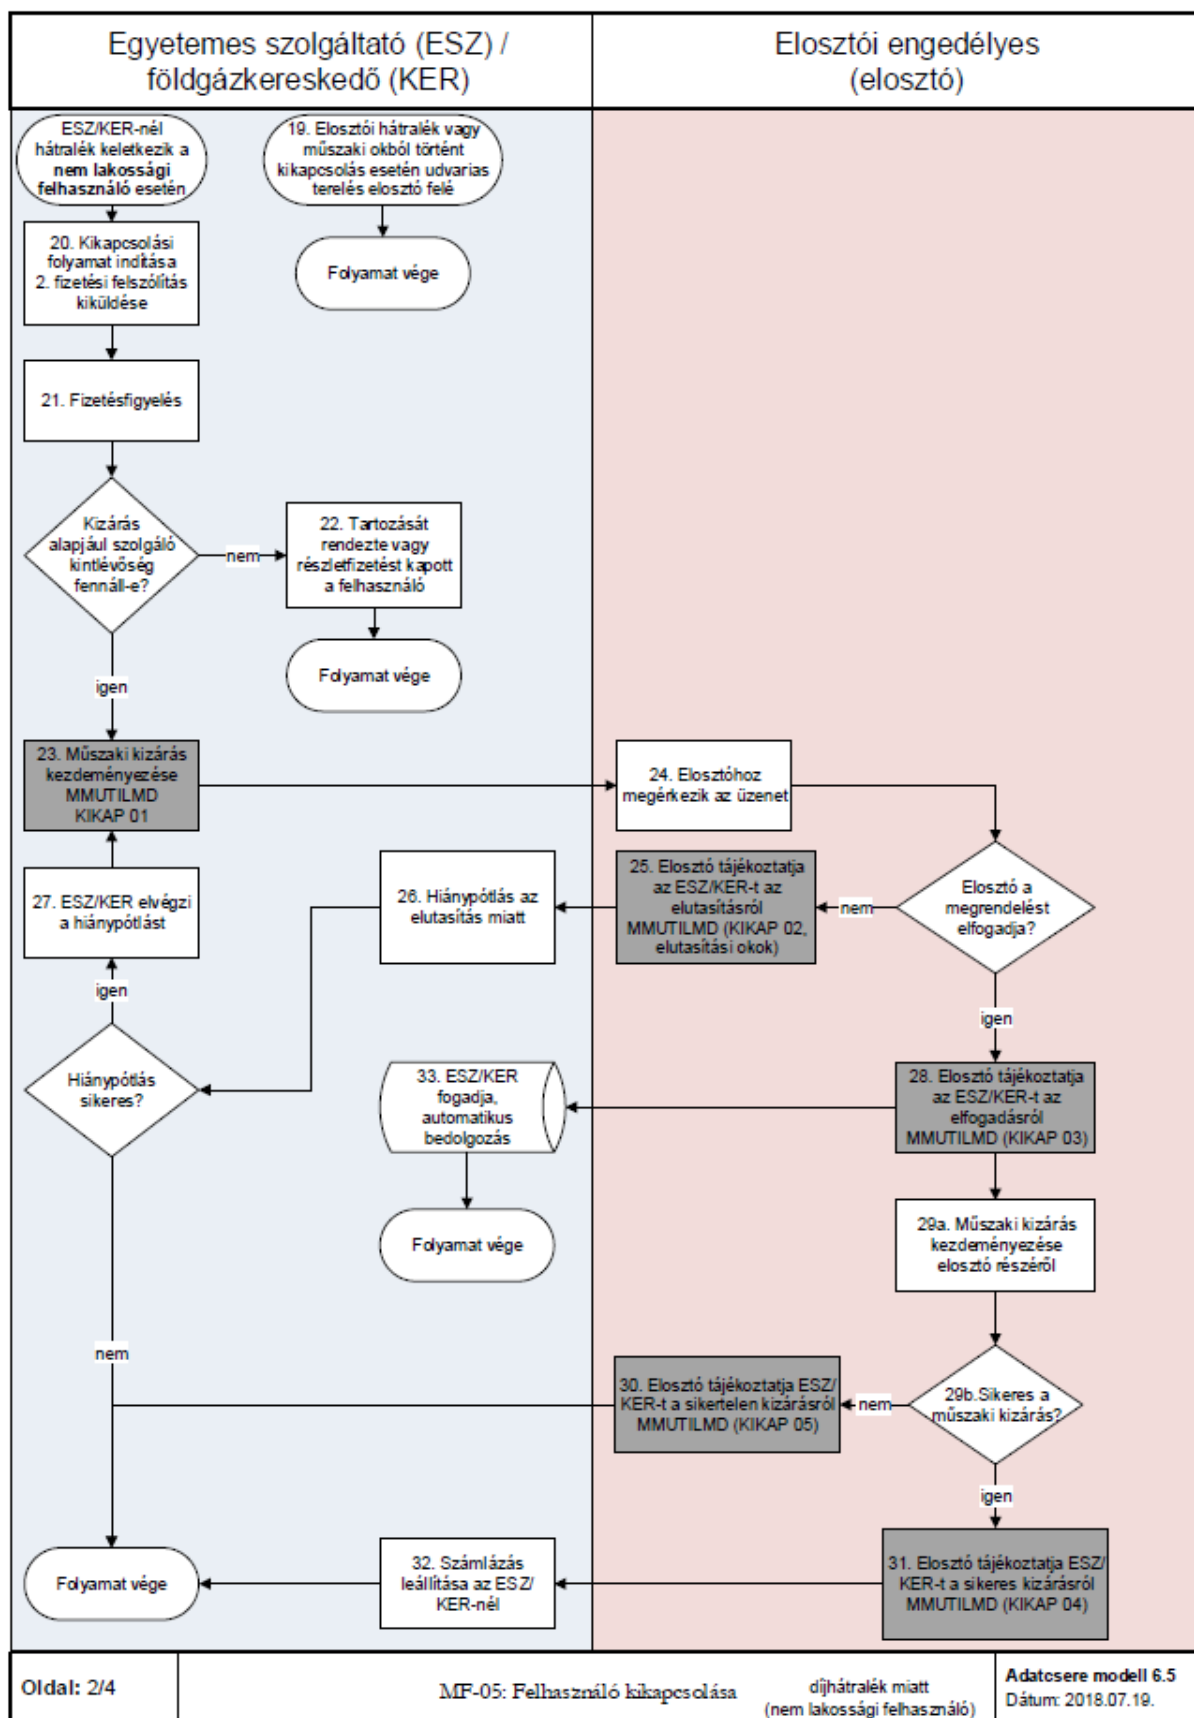 Egyetemes szolgáltató (ESZ) /
földgázkereskedő (KER)
Elosztói engedélyes
(elosztó)
ESZ/KER-nél
hátralék keletkezik a
nem lakossági
felhasználó esetén
19. Elosztói hátralék vagy
műszaki okból történt
kikapcsolás esetén udvarias
terelés elosztó felé
20. Kikapcsolási
folyamat indítása
2. fizetési felszólítás
kiküldése
Folyamat vége
21. Fizetésfigyelés
Kizárás
alapjául szolgáló
kintlévőség
fennáll-e?
nem
22. Tartozását
rendezte vagy
részletfizetést kapott
a felhasználó
Folyamat vége
igen
23. Műszaki kizárás
kezdeményezése
MMUTILMD
KIKAP 01
24. Elosztóhoz
megérkezik az üzenet
Elosztó a
megrendelést
elfogadja?
nem
25. Elosztó tájékoztatja
az ESZ/KER-t az
elutasításról
MMUTILMD (KIKAP 02,
elutasítási okok)
26. Hiánypótlás az
elutasítás miatt
27. ESZ/KER elvégzi
a hiánypótlást
igen
Hiánypótlás
sikeres?
igen
28. Elosztó tájékoztatja
az ESZ/KER-t az
elfogadásról
MMUTILMD (KIKAP 03)
33. ESZ/KER
fogadja,
automatikus
bedolgozás
Folyamat vége
29a. Műszaki kizárás
kezdeményezése
elosztó részéről
nem
29b.Sikeres a
műszaki kizárás?
nem
30. Elosztó tájékoztatja ESZ/
KER-t a sikertelen kizárásról
MMUTILMD (KIKAP 05)
igen
31. Elosztó tájékoztatja ESZ/
KER-t a sikeres kizárásról
MMUTILMD (KIKAP 04)
32. Számlázás
leállítása az ESZ/
KER-nél
Folyamat vége
Oldal: 2/4
MF-05: Felhasználó kikapcsolása
díjhátralék miatt
(nem lakossági felhasználó)
Adatcsere modell 6.5
Dátum: 2018.07.19.